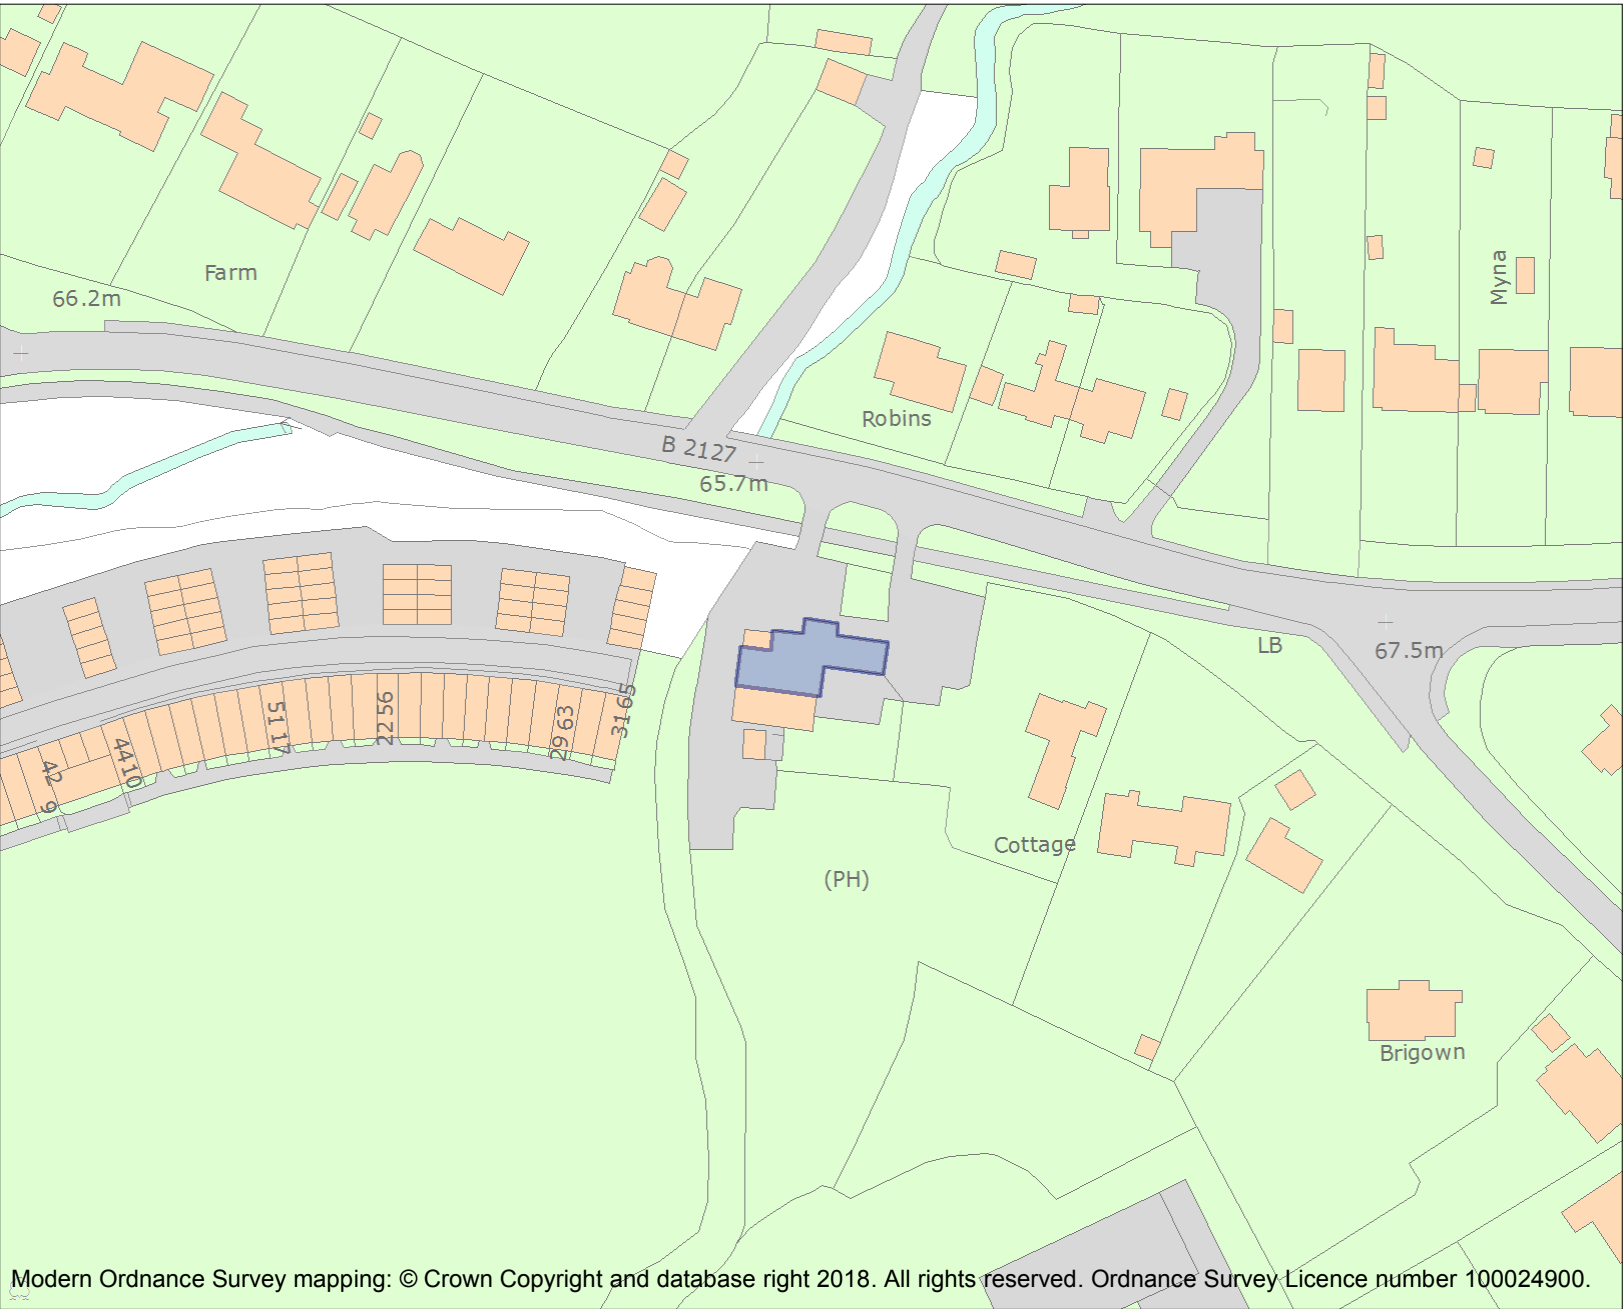 Farm
66.2m
Myna
Robins
B 2127
65.7m
LB
67.5m
31 65
29 63
22 56
51 17
44 10
42 9
Cottage
(PH)
Brigown
Modern Ordnance Survey mapping: © Crown Copyright and database right 2018. All rights reserved. Ordnance Survey Licence number 100024900.